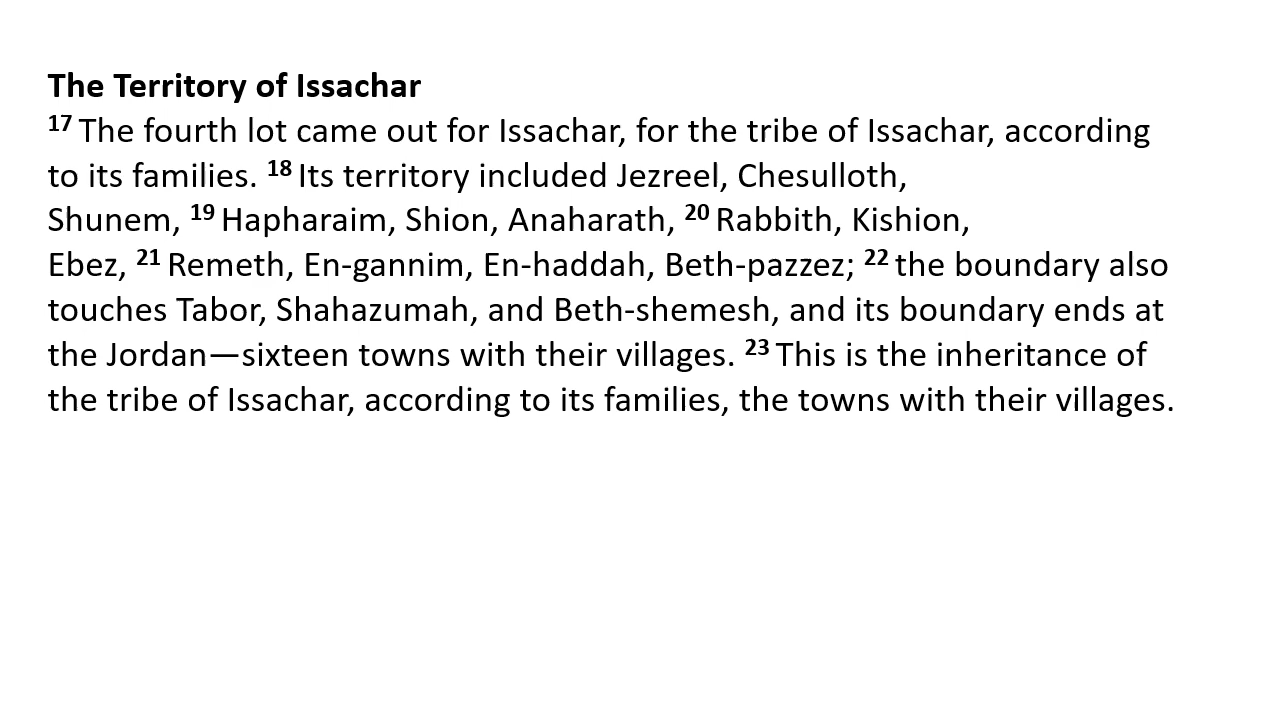 The Territory of Issachar
17 The fourth lot came out for Issachar, for the tribe of Issachar, according
to its families. 18 Its territory included Jezreel, Chesulloth,
Shunem, 19 Hapharaim, Shion, Anaharath, 20 Rabbith, Kishion,
Ebez, 21 Remeth, En-gannim, En-haddah, Beth-pazzez; 22 the boundary also
touches Tabor, Shahazumah, and Beth-shemesh, and its boundary ends at
the Jordan—sixteen towns with their villages. 23 This is the inheritance of
the tribe of Issachar, according to its families, the towns with their villages.